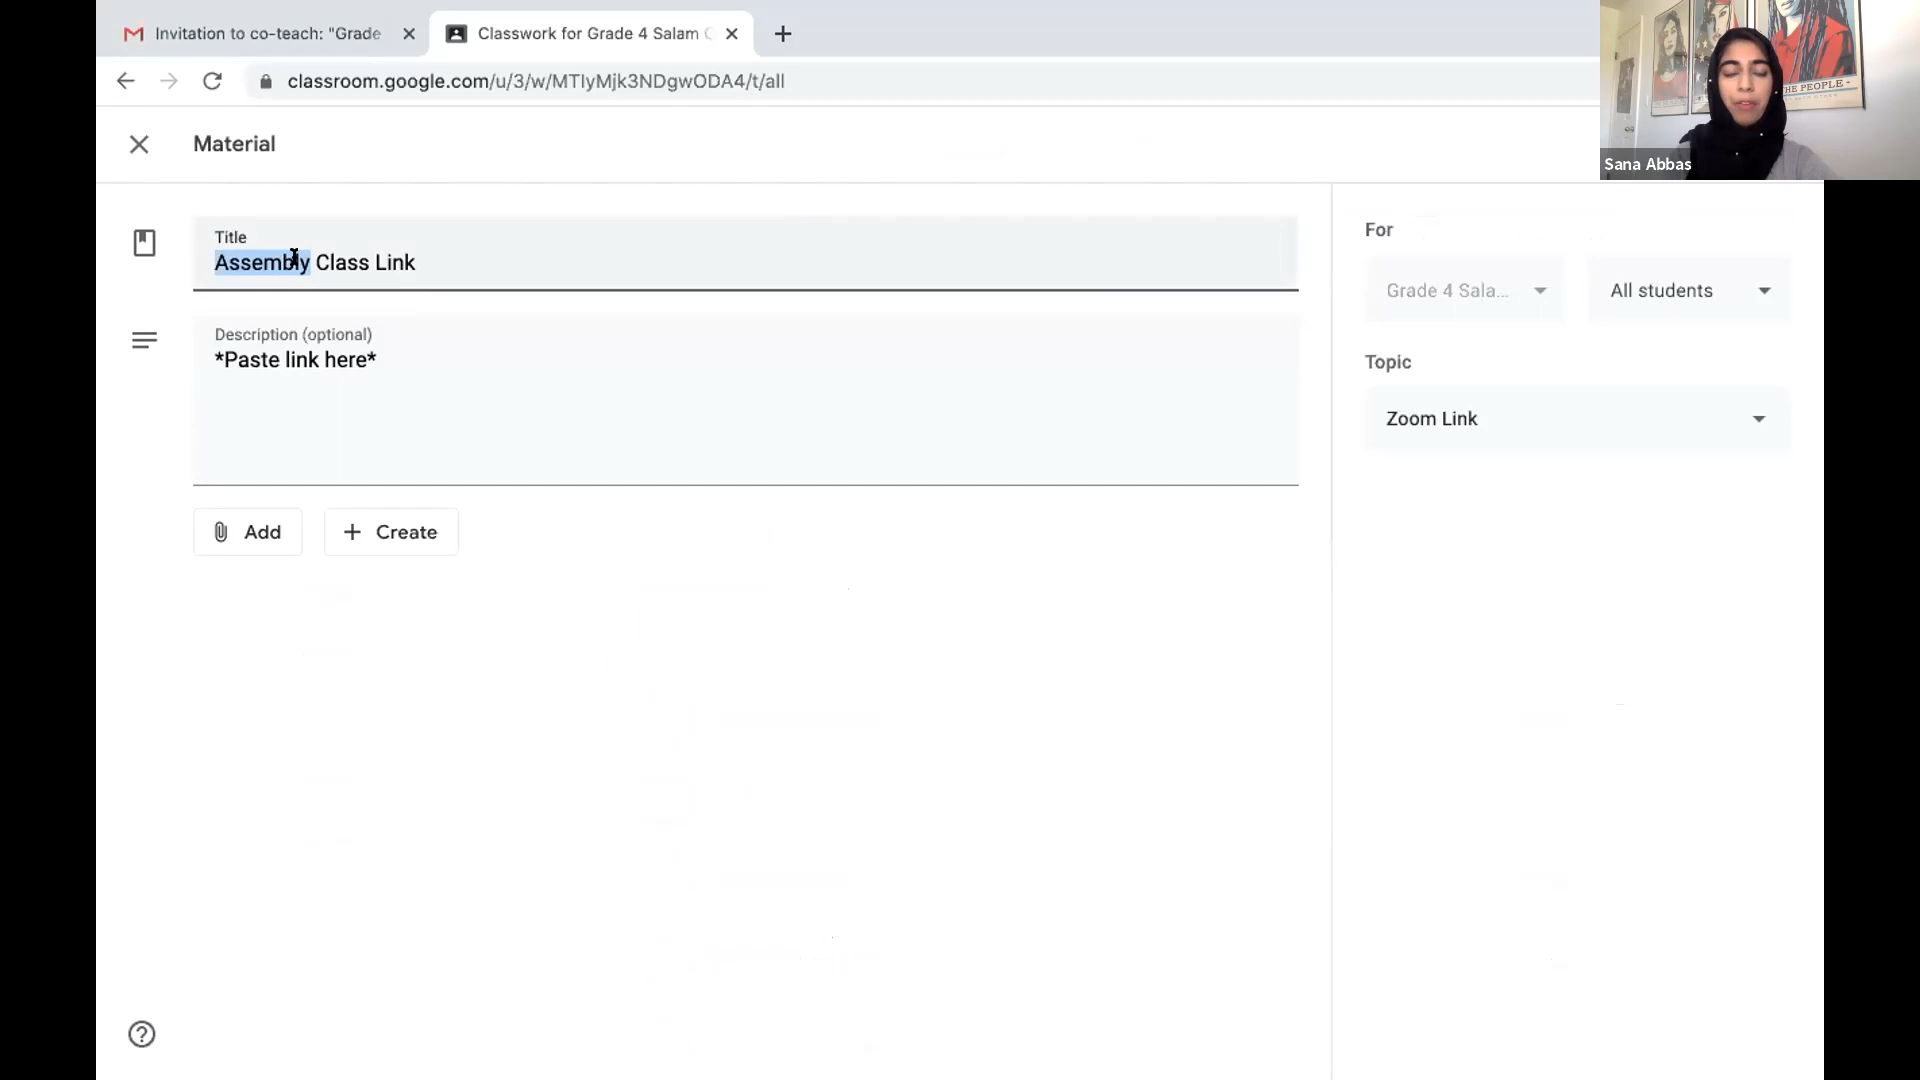 Invitation to co-teach: "Grade
Classwork for Grade 4 Salam
classroom.google.com/u/3/w/MTIyMjk3NDgwODA4/t/all
THE PEOPLE -
Sana Abbas
Material
Title
Assembly Class Link
Description (optional)
*Paste link here*
Add
Create
For
Grade 4 Sala...
All students
Topic
Zoom Link